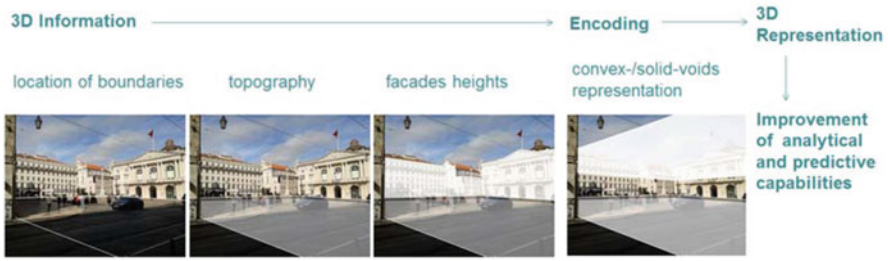 3D Information
Encoding
3D
Representation
location of boundaries
topography
facades heights
convex-/solid-voids
representation
Improvement
of analytical
and predictive
capabilities